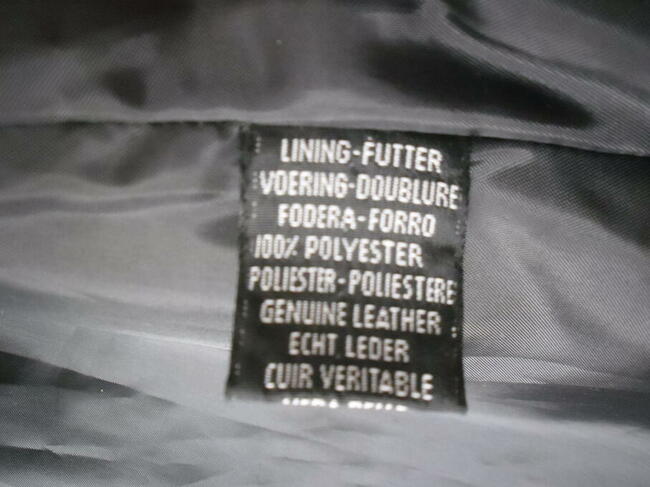 LINING-FUTTER
VOERING-DOUBLURE
FODERA-FORRO
100% POLYESTER
POLIESTER-POLIESTERE
GENUINE LEATHER
ECHT LEDER
CUIR VERITABLE